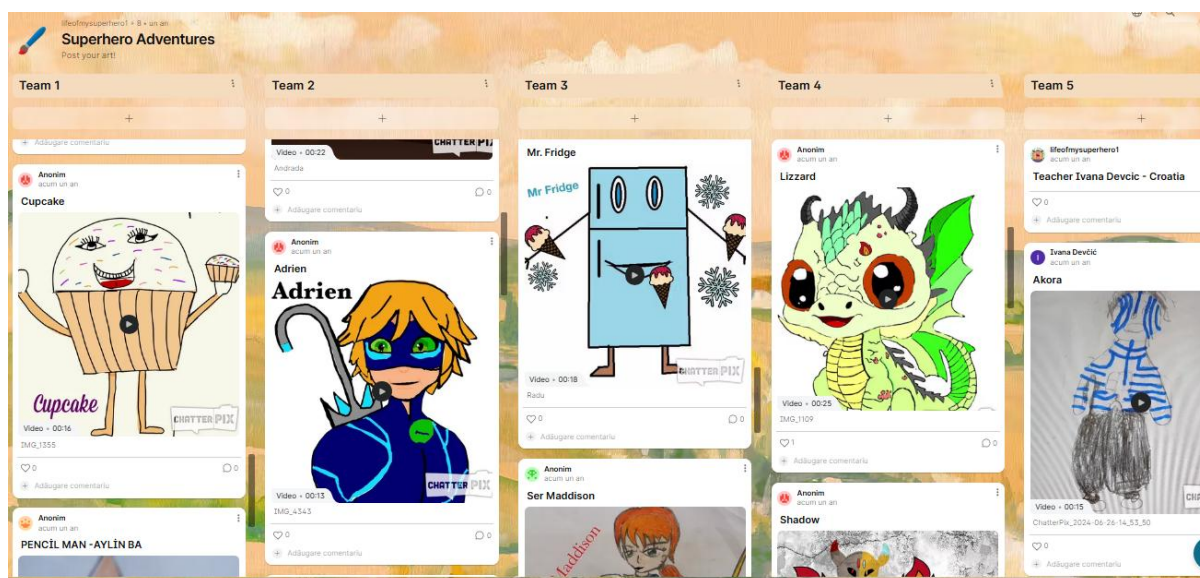 lifeofmysuperhero1 • 8 • un an
Superhero Adventures
Post your art!
Team 1
+
Adăugare comentariu
Anonim
acum un an
Cupcake
Cupcake
CHATTERPIX
Video • 00:16
IMG_1355
0
0
+ Adăugare comentariu
Anonim
acum un an
PENCİL MAN -AYLİN BA
Team 2
+
CHATTER PI
Video • 00:22
Andrada
0
0
+ Adăugare comentariu
Anonim
acum un an
Adrien
Adrien
CHATTER PIX
Video • 00:13
IMG_4343
0
0
+ Adăugare comentariu
Team 3
+
Mr. Fridge
Mr Fridge
CHATTERPIX
Video • 00:18
Radu
0
0
+ Adăugare comentariu
Anonim
acum un an
Ser Maddison
Maddison
Team 4
+
Anonim
acum un an
Lizzard
CHATTER PIX
Video • 00:25
IMG_1109
1
0
+ Adăugare comentariu
Anonim
acum un an
Shadow
Team 5
+
lifeofmysuperhero1
acum un an
Teacher Ivana Devcic - Croatia
0
+ Adăugare comentariu
I
Ivana Devčić
acum un an
Akora
Video • 00:15
ChatterPix_2024-06-26-14_53_50
0
+ Adăugare comentariu